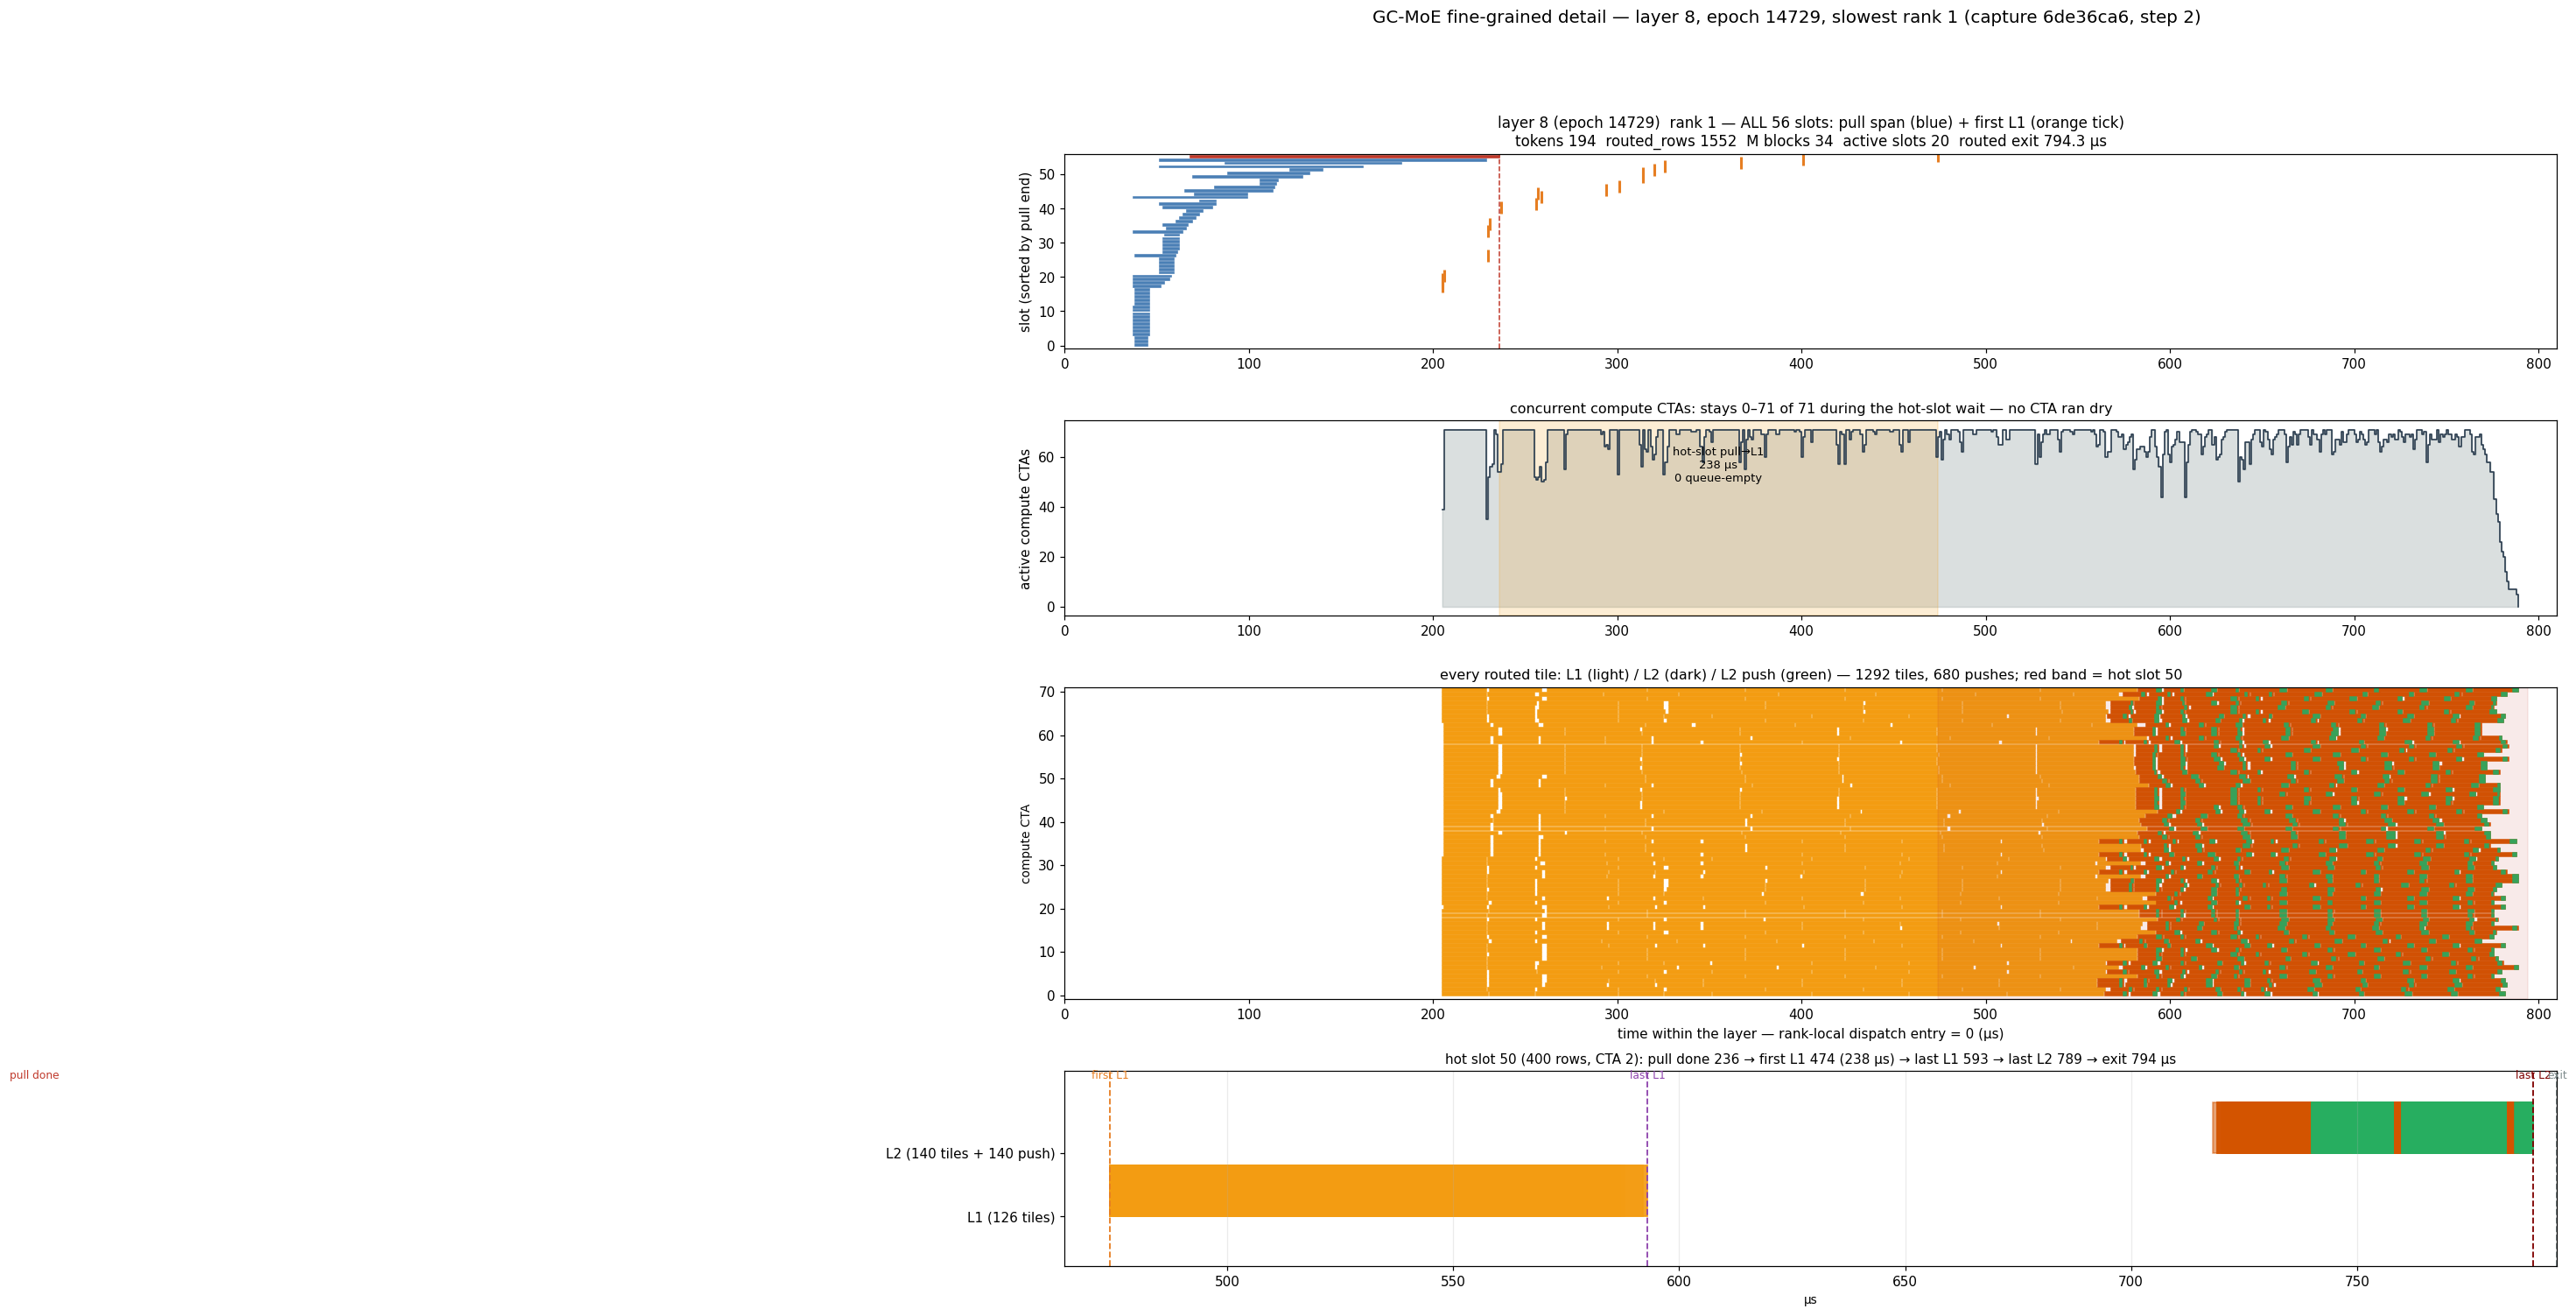 GC-MoE fine-grained detail — layer 8, epoch 14729, slowest rank 1 (capture 6de36ca6, step 2)
layer 8 (epoch 14729)  rank 1 — ALL 56 slots: pull span (blue) + first L1 (orange tick)
tokens 194  routed_rows 1552  M blocks 34  active slots 20  routed exit 794.3 µs
slot (sorted by pull end)
50
40
30
20
10
0
0 100 200 300 400 500 600 700 800
concurrent compute CTAs: stays 0–71 of 71 during the hot-slot wait — no CTA ran dry
active compute CTAs
60
40
20
0
hot-slot pull→L1
238 µs
0 queue-empty
0 100 200 300 400 500 600 700 800
every routed tile: L1 (light) / L2 (dark) / L2 push (green) — 1292 tiles, 680 pushes; red band = hot slot 50
compute CTA
70
60
50
40
30
20
10
0
0 100 200 300 400 500 600 700 800
time within the layer — rank-local dispatch entry = 0 (µs)
hot slot 50 (400 rows, CTA 2): pull done 236 → first L1 474 (238 µs) → last L1 593 → last L2 789 → exit 794 µs
pull done
first L1
last L1
last L2
exit
L2 (140 tiles + 140 push)
L1 (126 tiles)
500 550 600 650 700 750
µs